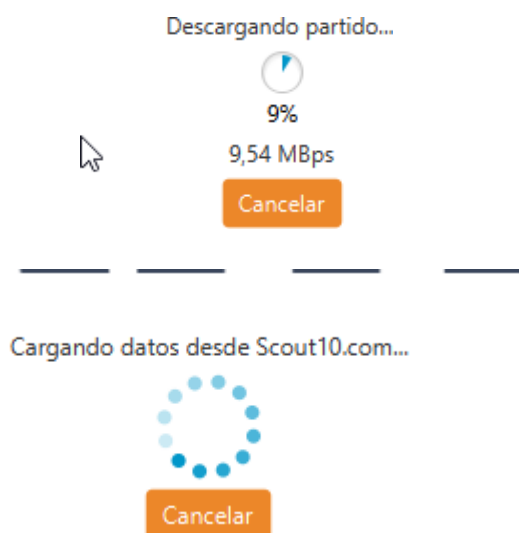 Descargando partido...
9%
9,54 MBps
Cancelar
Cargando datos desde Scout10.com...
Cancelar